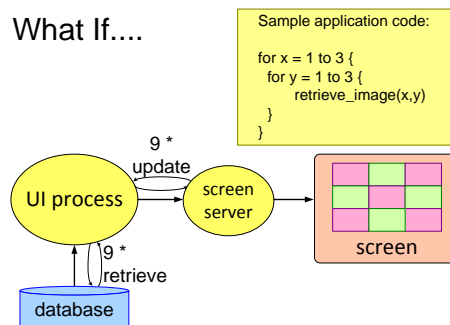 What If....
Sample application code:
for x = 1 to 3 {
for y = 1 to 3 {
retrieve_image(x,y)
}
}
9 *
update
UI process
screen
server
screen
9 *
retrieve
database